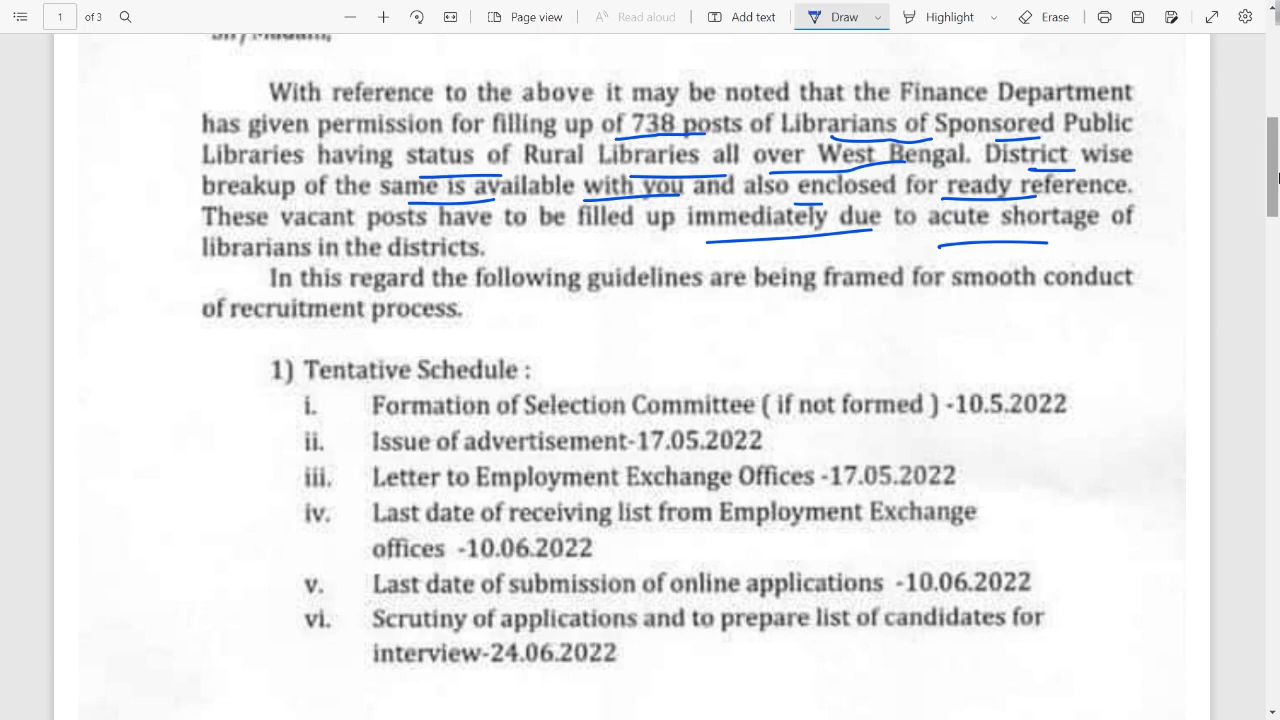 1 of 3 Page view Read aloud Add text Draw Highlight Erase
With reference to the above it may be noted that the Finance Department
has given permission for filling up of 738 posts of Librarians of Sponsored Public
Libraries having status of Rural Libraries all over West Bengal. District wise
breakup of the same is available with you and also enclosed for ready reference.
These vacant posts have to be filled up immediately due to acute shortage of
librarians in the districts.
In this regard the following guidelines are being framed for smooth conduct
of recruitment process.
1) Tentative Schedule :
i. Formation of Selection Committee ( if not formed ) -10.5.2022
ii. Issue of advertisement-17.05.2022
iii. Letter to Employment Exchange Offices -17.05.2022
iv. Last date of receiving list from Employment Exchange
offices -10.06.2022
v. Last date of submission of online applications -10.06.2022
vi. Scrutiny of applications and to prepare list of candidates for
interview-24.06.2022